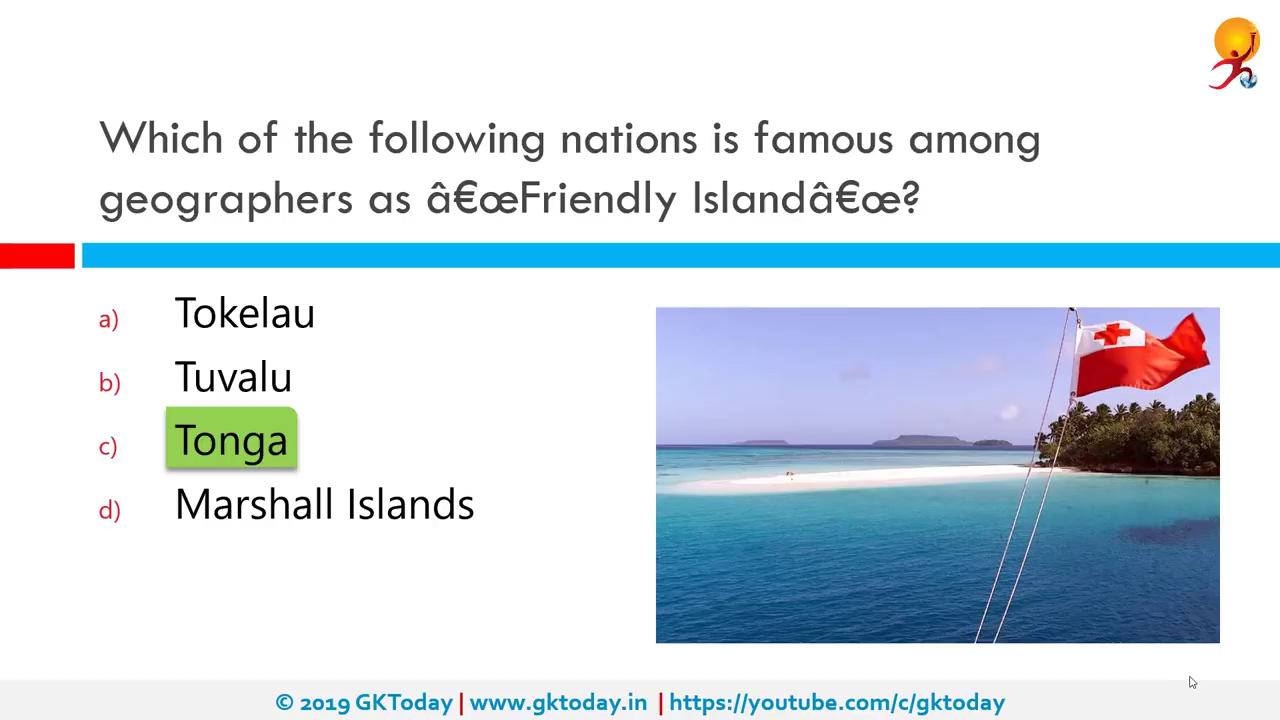 Which of the following nations is famous among
geographers as â€œFriendly Islandâ€œ?
a) Tokelau
b) Tuvalu
c) Tonga
d) Marshall Islands
© 2019 GKToday | www.gktoday.in | https://youtube.com/c/gktoday